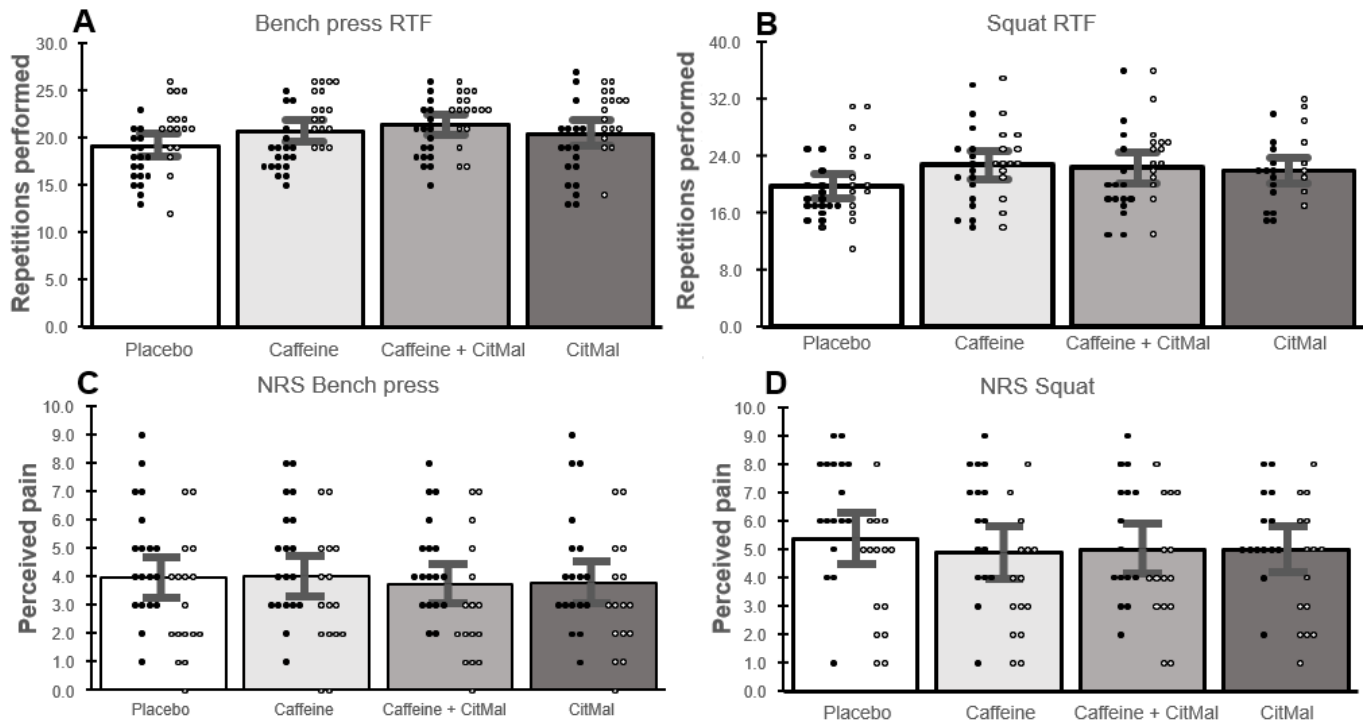 A
Bench press RTF
Repetitions performed
30.0
25.0
20.0
15.0
10.0
5.0
0.0
Placebo
Caffeine
Caffeine + CitMal
CitMal
B
Squat RTF
Repetitions performed
40.0
32.0
24.0
16.0
8.0
0.0
Placebo
Caffeine
Caffeine + CitMal
CitMal
C
NRS Bench press
Perceived pain
10.0
9.0
8.0
7.0
6.0
5.0
4.0
3.0
2.0
1.0
0.0
Placebo
Caffeine
Caffeine + CitMal
CitMal
D
NRS Squat
Perceived pain
10.0
9.0
8.0
7.0
6.0
5.0
4.0
3.0
2.0
1.0
0.0
Placebo
Caffeine
Caffeine + CitMal
CitMal